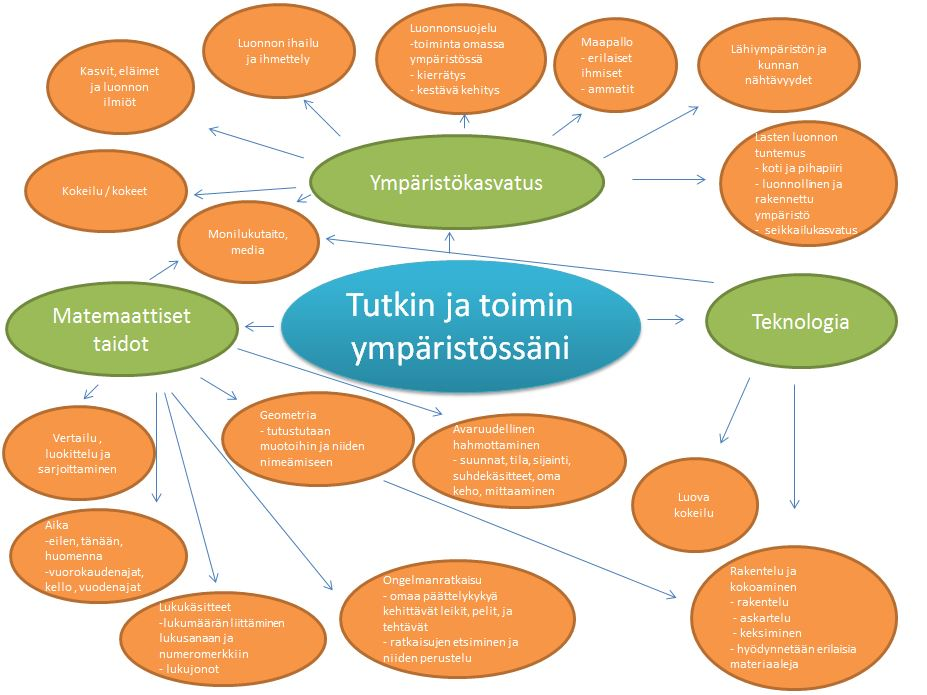 Kasvit, eläimet
ja luonnon
ilmiöt
Luonnon ihailu
ja ihmettely
Luonnonsuojelu
-toiminta omassa
ympäristössä
- kierrätys
- kestävä kehitys
Maapallo
- erilaiset
ihmiset
- ammatit
Lähiympäristön ja
kunnan
nähtävyydet
Kokeilu / kokeet
Ympäristökasvatus
Lasten luonnon
tuntemus
- koti ja pihapiiri
- luonnollinen ja
rakennettu
ympäristö
- seikkailukasvatus
Monilukutaito,
media
Matemaattiset
taidot
Tutkin ja toimin
ympäristössäni
Teknologia
Vertailu ,
luokittelu ja
sarjoittaminen
Geometria
- tutustutaan
muotoihin ja niiden
nimeämiseen
Avaruudellinen
hahmottaminen
- suunnat, tila, sijainti,
suhdekäsitteet, oma
keho, mittaaminen
Luova
kokeilu
Aika
-eilen, tänään,
huomenna
-vuorokaudenajat,
kello , vuodenajat
Lukukäsitteet
-lukumäärän liittäminen
lukusanaan ja
numeromerkkiin
- lukujonot
Ongelmanratkaisu
- omaa päättelykykyä
kehittävät leikit, pelit, ja
tehtävät
- ratkaisujen etsiminen ja
niiden perustelu
Rakentelu ja
kokoaminen
- rakentelu
- askartelu
- keksiminen
- hyödynnetään erilaisia
materiaaleja